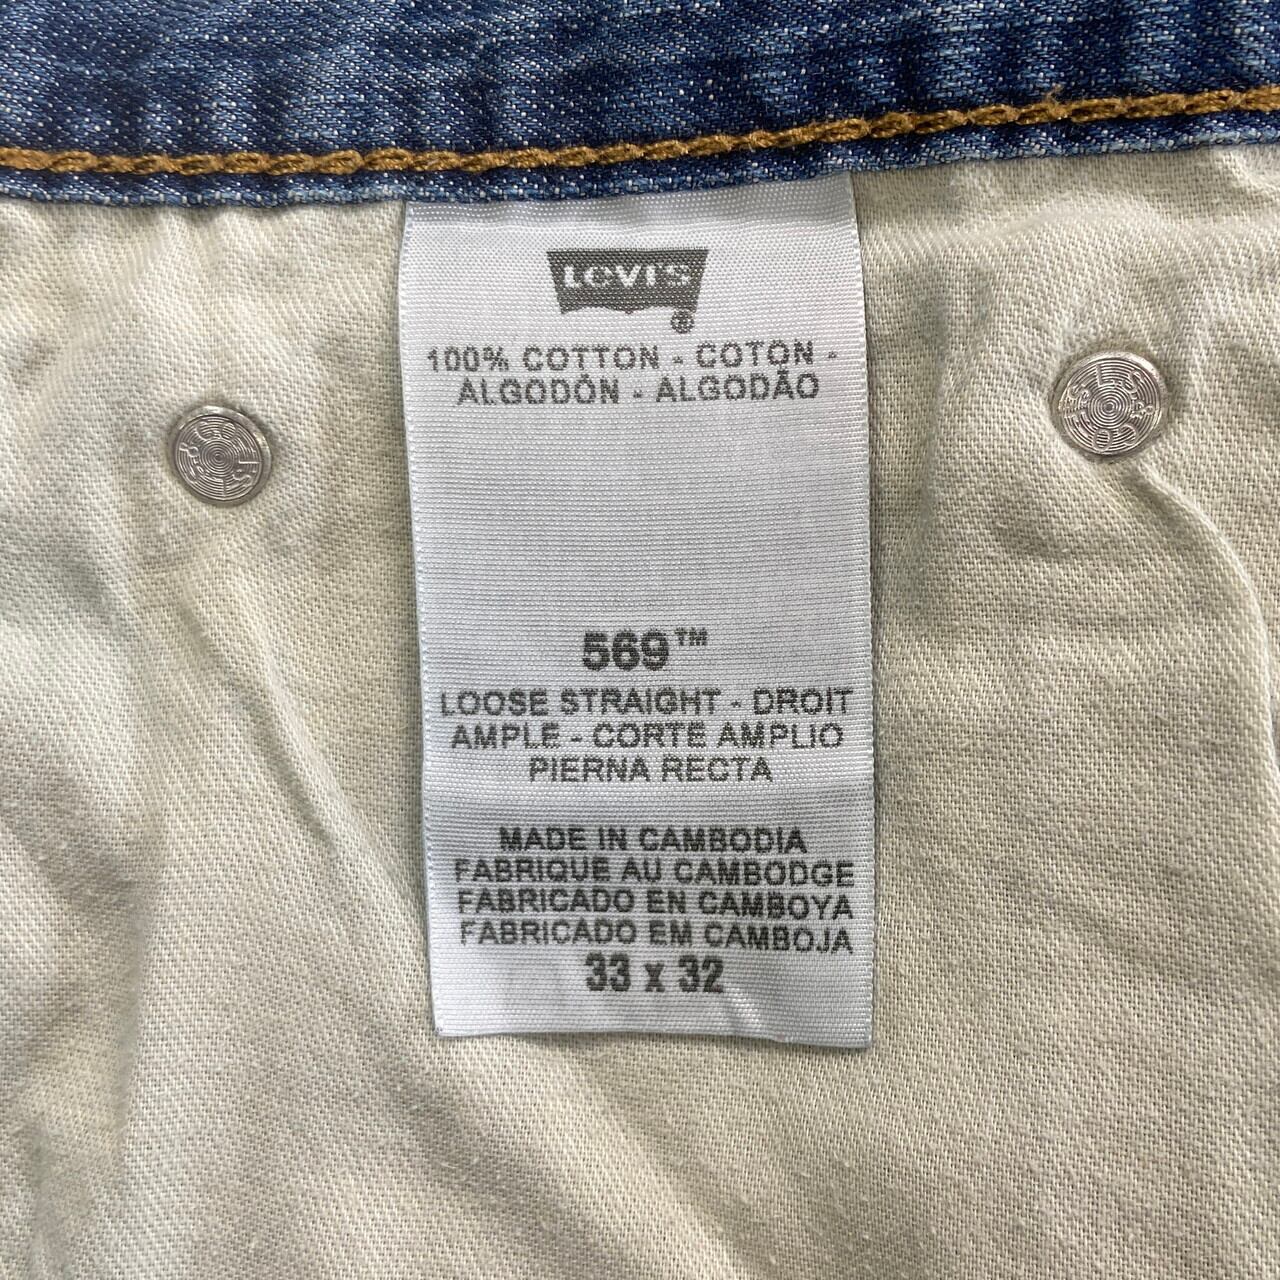 Levi's
®
100% COTTON - COTON -
ALGODÓN - ALGODÃO
569™
LOOSE STRAIGHT - DROIT
AMPLE - CORTE AMPLIO
PIERNA RECTA
MADE IN CAMBODIA
FABRIQUE AU CAMBODGE
FABRICADO EN CAMBOYA
FABRICADO EM CAMBOJA
33 x 32